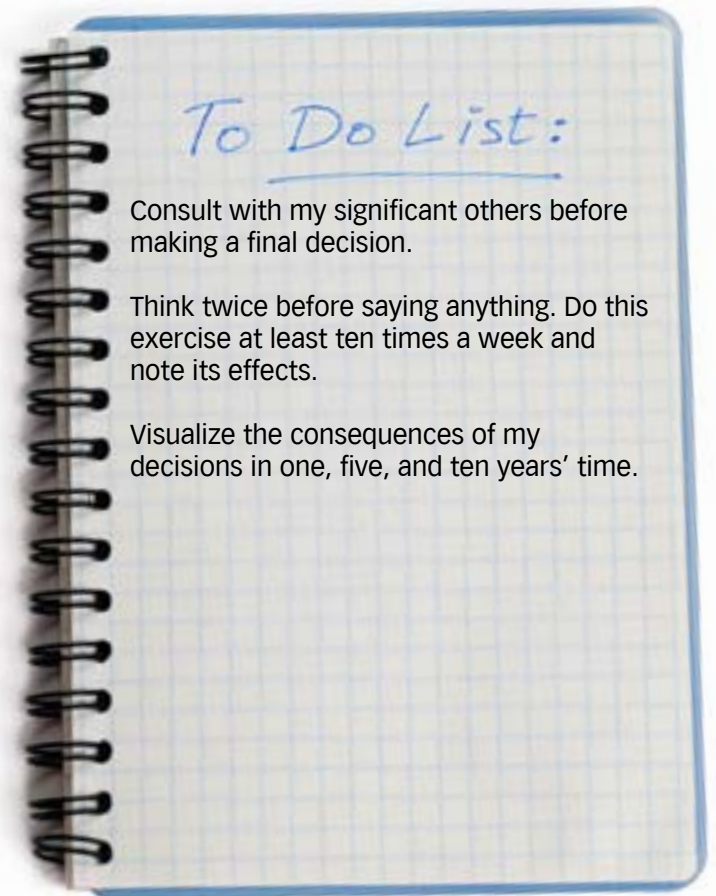 To Do List:
Consult with my significant others before
making a final decision.
Think twice before saying anything. Do this
exercise at least ten times a week and
note its effects.
Visualize the consequences of my
decisions in one, five, and ten years’ time.